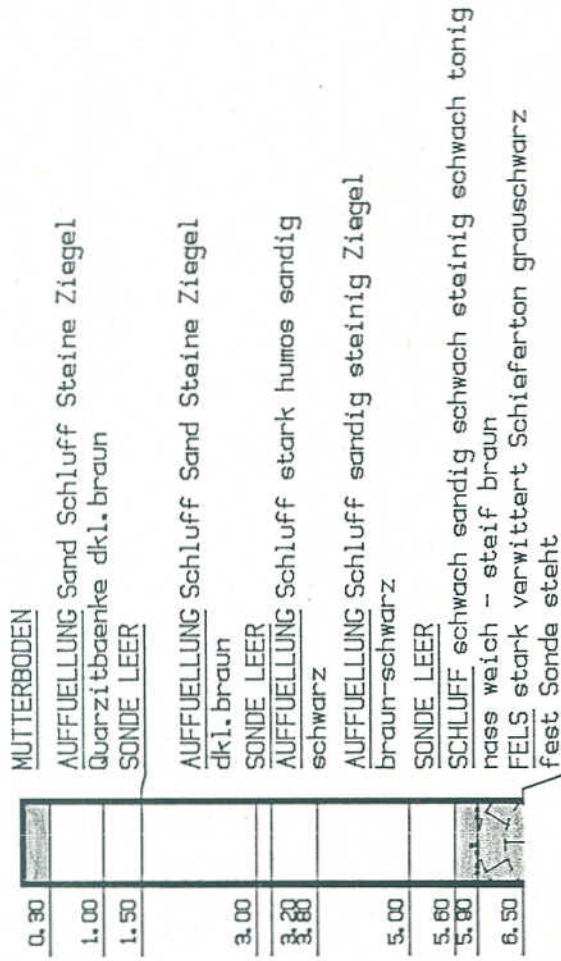 MUTTERBODEN
0.30
AUFFUELLUNG Sand Schluff Steine Ziegel
Quarzitbaenke dkl.braun
1.00
SONDE LEER
1.50
AUFFUELLUNG Schluff Sand Steine Ziegel
dkl.braun
3.00
SONDE LEER
3.20
AUFFUELLUNG Schluff stark humos sandig
schwarz
3.80
AUFFUELLUNG Schluff sandig steinig Ziegel
braun-schwarz
5.00
SONDE LEER
5.60
SCHLUFF schwach sandig schwach steinig schwach tonig
nass weich - steif braun
5.90
FELS stark verwittert Schieferton grauschwarz
fest Sonde steht
6.50